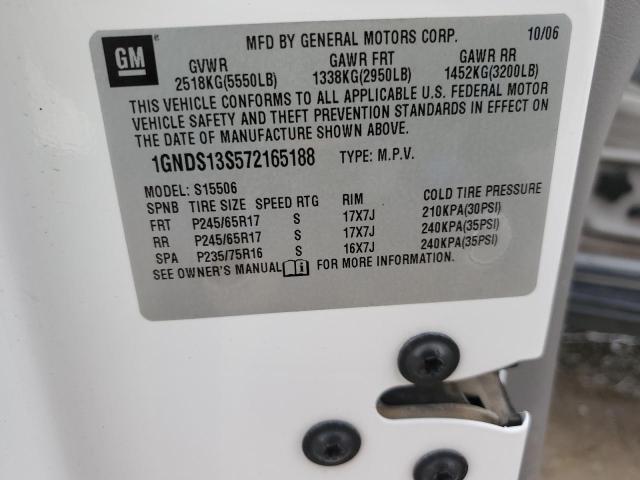 GM
MFD BY GENERAL MOTORS CORP. 10/06
GVWR GAWR FRT GAWR RR
2518KG(5550LB) 1338KG(2950LB) 1452KG(3200LB)
THIS VEHICLE CONFORMS TO ALL APPLICABLE U.S. FEDERAL MOTOR
VEHICLE SAFETY AND THEFT PREVENTION STANDARDS IN EFFECT ON
THE DATE OF MANUFACTURE SHOWN ABOVE.
1GNDS13S572165188 TYPE: M.P.V.
MODEL: S15506
SPNB TIRE SIZE SPEED RTG RIM COLD TIRE PRESSURE
FRT P245/65R17 S 17X7J 210KPA(30PSI)
RR P245/65R17 S 17X7J 240KPA(35PSI)
SPA P235/75R16 S 16X7J 240KPA(35PSI)
SEE OWNER'S MANUAL FOR MORE INFORMATION.